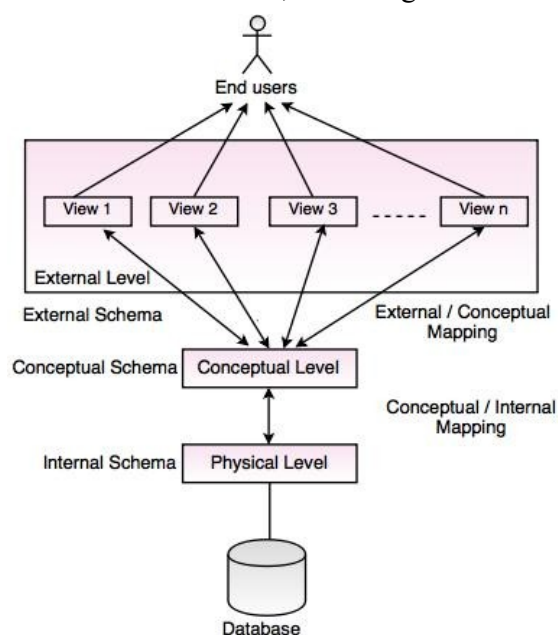 End users
View 1
View 2
View 3
View n
External Level
External Schema
External / Conceptual
Mapping
Conceptual Schema
Conceptual Level
Conceptual / Internal
Mapping
Internal Schema
Physical Level
Database